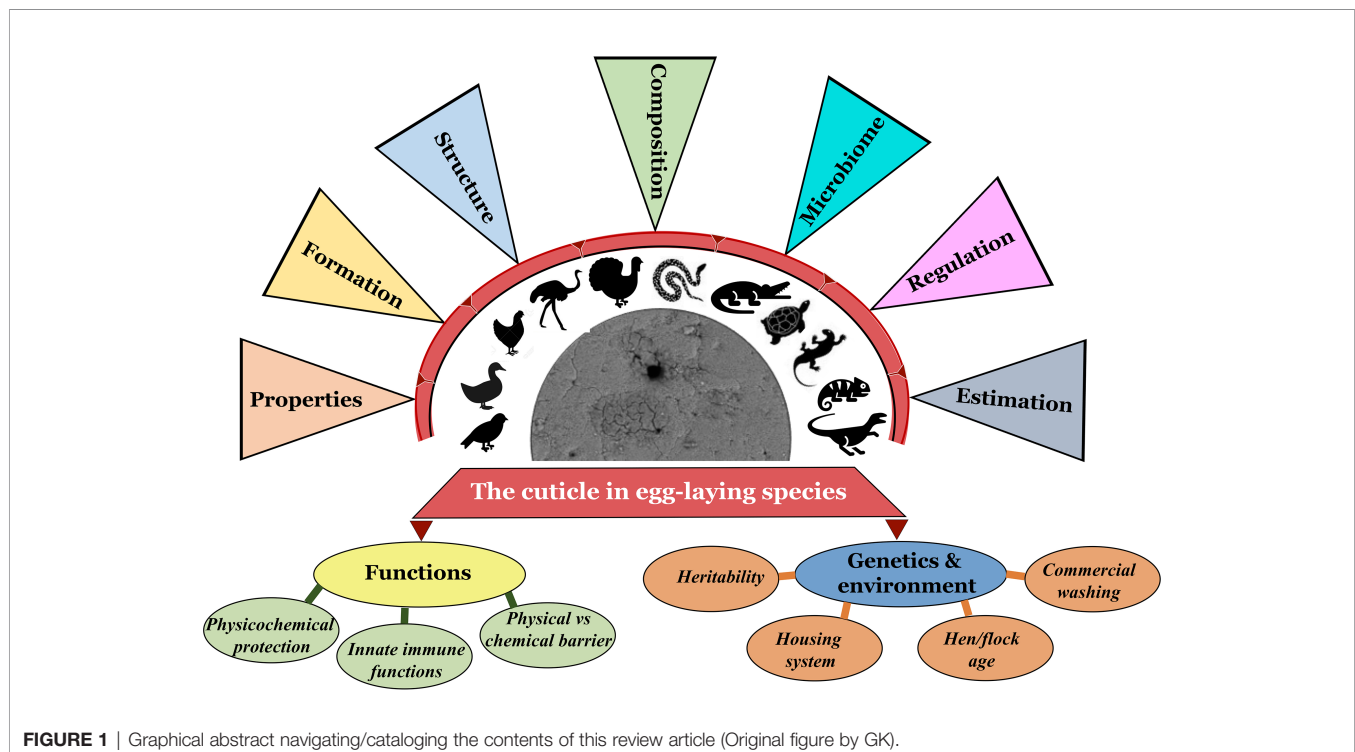 Properties
Formation
Structure
Composition
Microbiome
Regulation
Estimation
The cuticle in egg-laying species
Functions
Physicochemical
protection
Innate immune
functions
Physical vs
chemical barrier
Genetics &
environment
Heritability
Housing
system
Hen/flock
age
Commercial
washing
FIGURE 1 | Graphical abstract navigating/cataloging the contents of this review article (Original figure by GK).